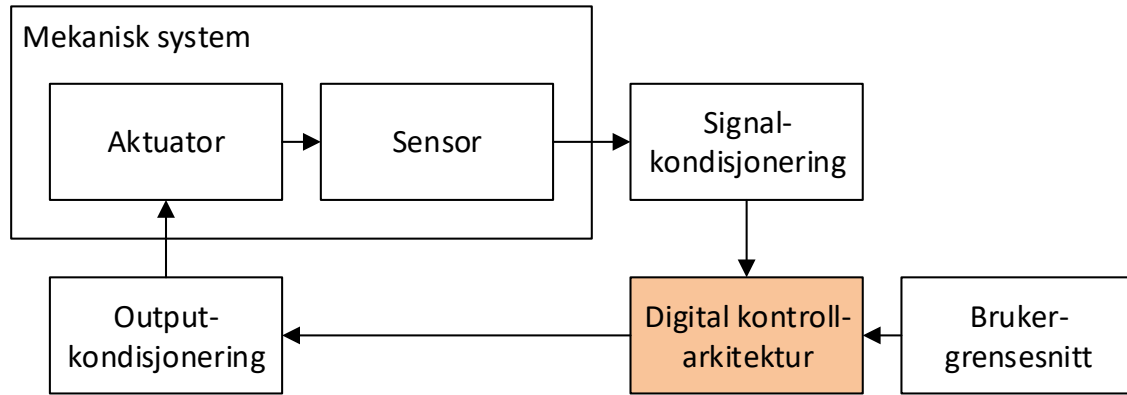 Mekanisk system
Aktuator
Sensor
Signal-
kondisjonering
Output-
kondisjonering
Digital kontroll-
arkitektur
Bruker-
grensesnitt